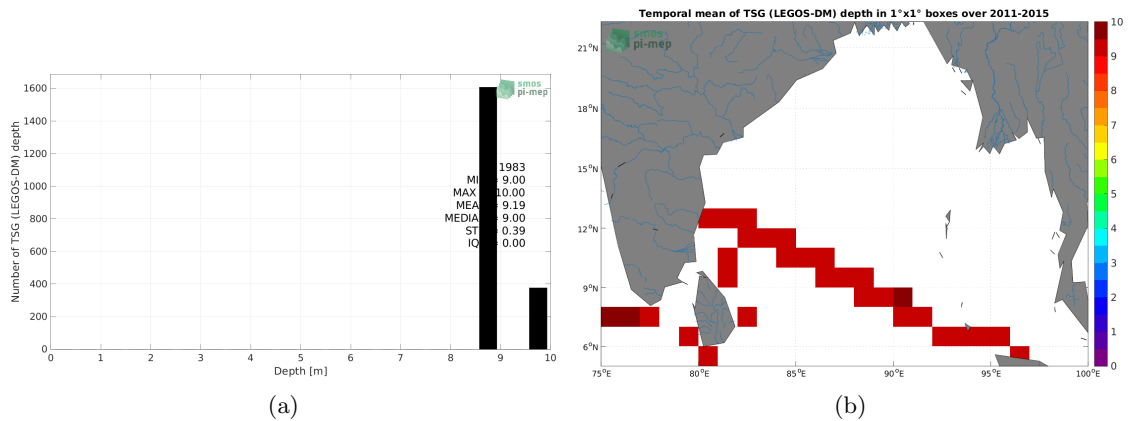 Temporal mean of TSG (LEGOS-DM) depth in 1°x1° boxes over 2011-2015
smos
pi-mep
Number of TSG (LEGOS-DM) depth
1600
1400
1200
1000
800
600
400
200
0
1983
9.00
10.00
9.19
9.00
0.39
0.00
0 1 2 3 4 5 6 7 8 9 10
Depth [m]
(a)
smos
pi-mep
21°N
18°N
15°N
12°N
9°N
6°N
75°E 80°E 85°E 90°E 95°E 100°E
10
9
8
7
6
5
4
3
2
1
0
(b)